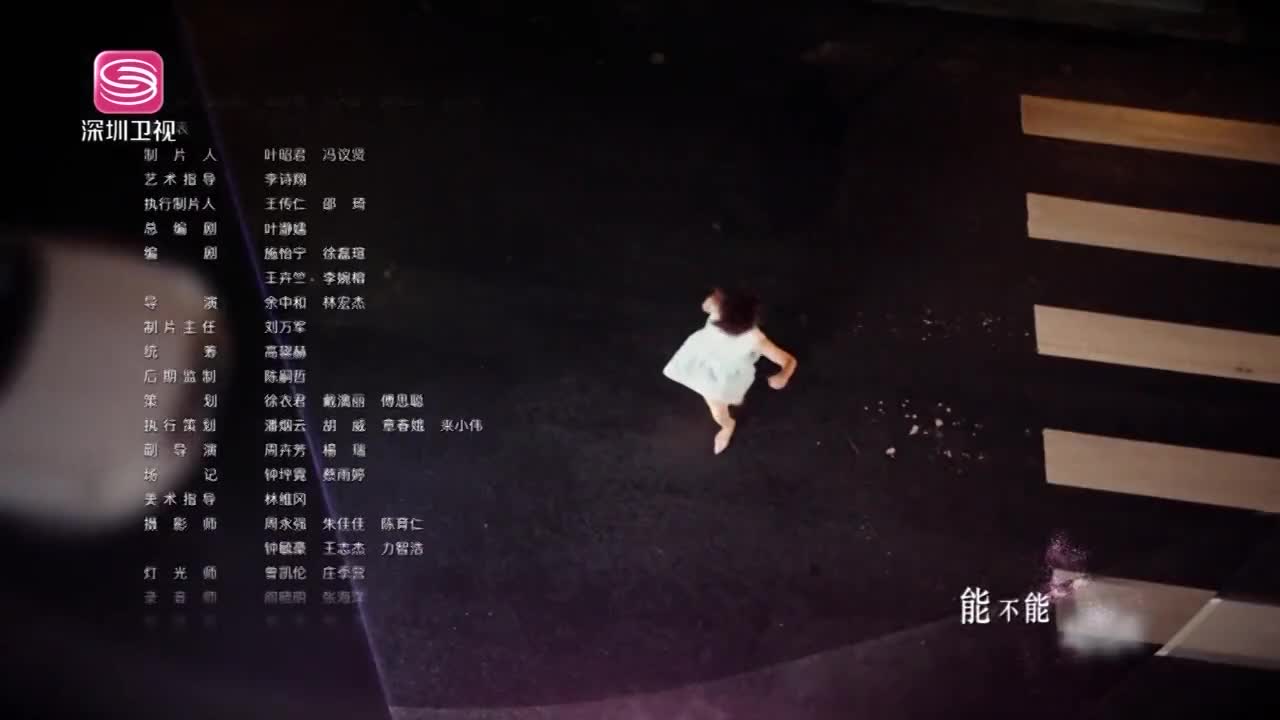 深圳卫视
表
制片人 叶昭君 冯议贤
艺术指导 李诗翔
执行制片人 王传仁 邵琦
总编剧 叶瀞嬬
编剧 施怡宁 徐磊瑄
王卉竺 李婉榕
导演 余中和 林宏杰
制片主任 刘万军
统筹
后期监制 陈嗣哲
策划 徐衣君 戴满丽 傅思聪
执行策划 潘烟云 胡威 章春娥 来小伟
副导演 周卉芳 杨瑞
场记 钟坪霓 蔡雨婷
美术指导 林维冈
摄影师 周永强 朱佳佳 陈育仁
钟毓豪 王志杰 力智浩
灯光师 曾凯伦 庄季营
录音师
能不能